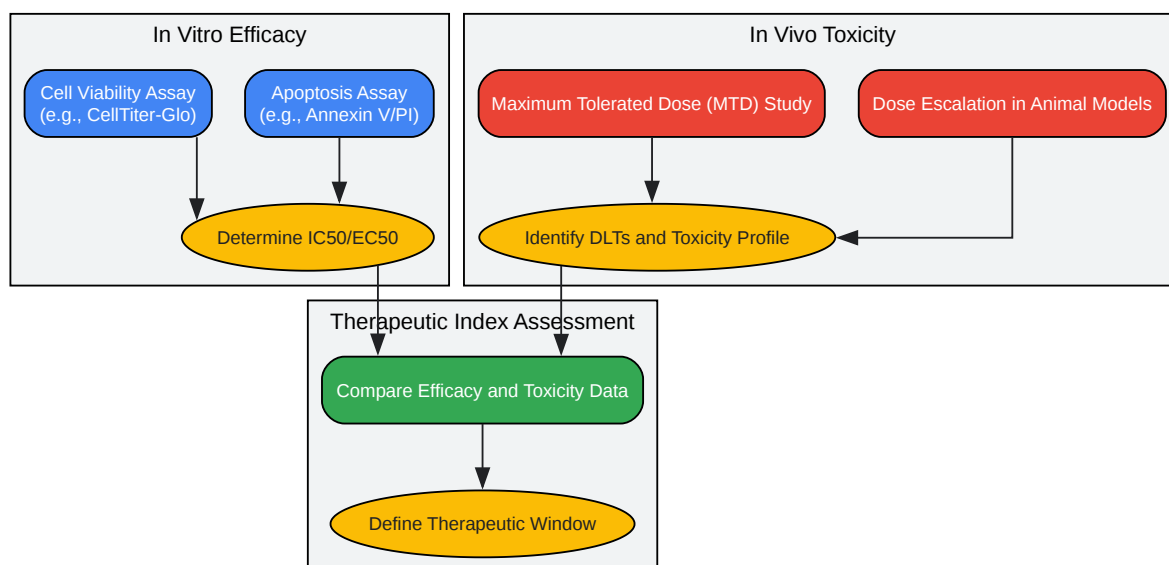 In Vitro Efficacy
Cell Viability Assay
(e.g., CellTiter-Glo)
Apoptosis Assay
(e.g., Annexin V/PI)
Determine IC50/EC50
In Vivo Toxicity
Maximum Tolerated Dose (MTD) Study
Dose Escalation in Animal Models
Identify DLTs and Toxicity Profile
Therapeutic Index Assessment
Compare Efficacy and Toxicity Data
Define Therapeutic Window